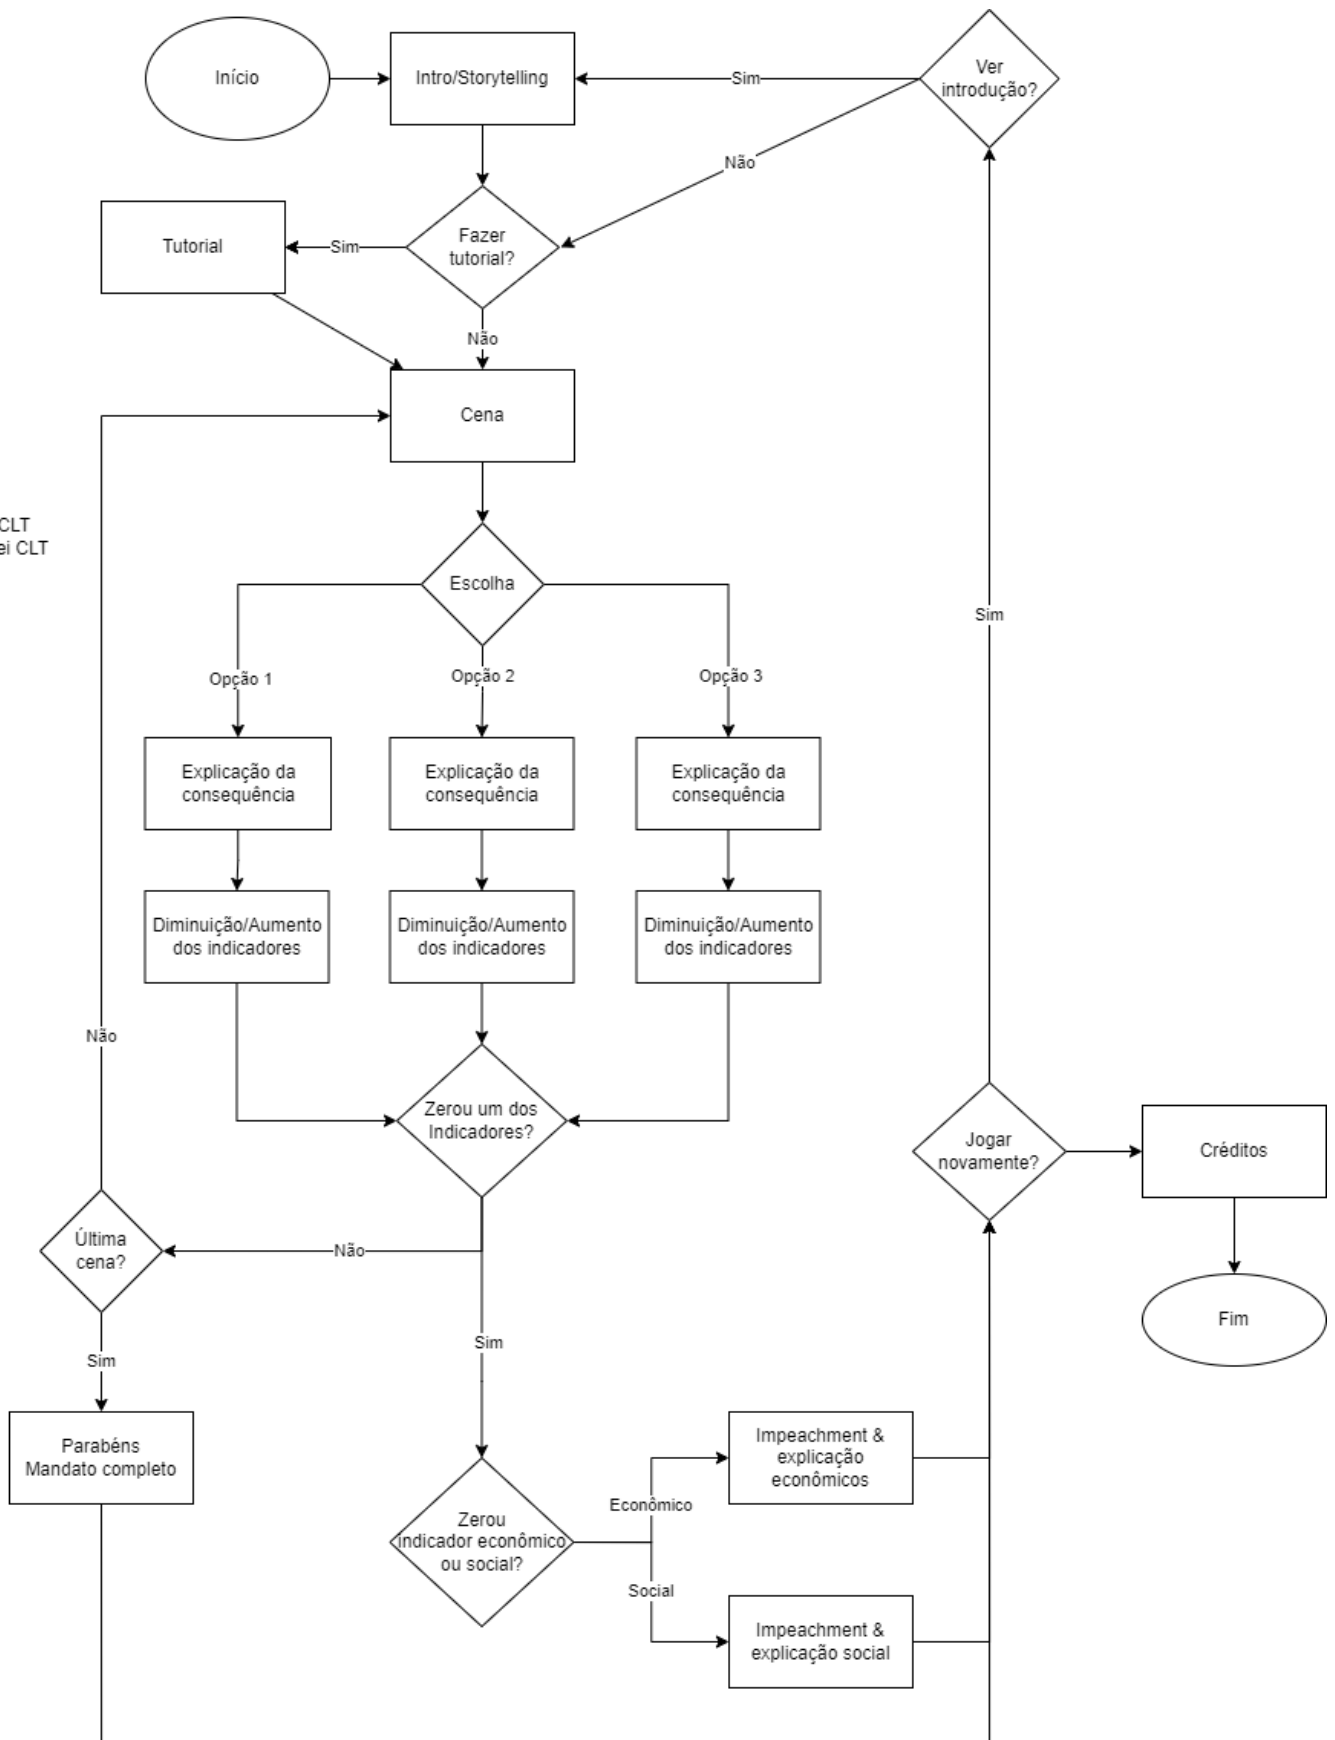 Início
Intro/Storytelling
Sim
Ver
introdução?
Não
Tutorial
Sim
Fazer
tutorial?
Não
Cena
CLT
ei CLT
Escolha
Opção 1
Opção 2
Opção 3
Sim
Explicação da
consequência
Explicação da
consequência
Explicação da
consequência
Diminuição/Aumento
dos indicadores
Diminuição/Aumento
dos indicadores
Diminuição/Aumento
dos indicadores
Não
Zerou um dos
Indicadores?
Jogar
novamente?
Créditos
Última
cena?
Não
Sim
Fim
Sim
Parabéns
Mandato completo
Impeachment &
explicação
econômicos
Econômico
Zerou
indicador econômico
ou social?
Social
Impeachment &
explicação social